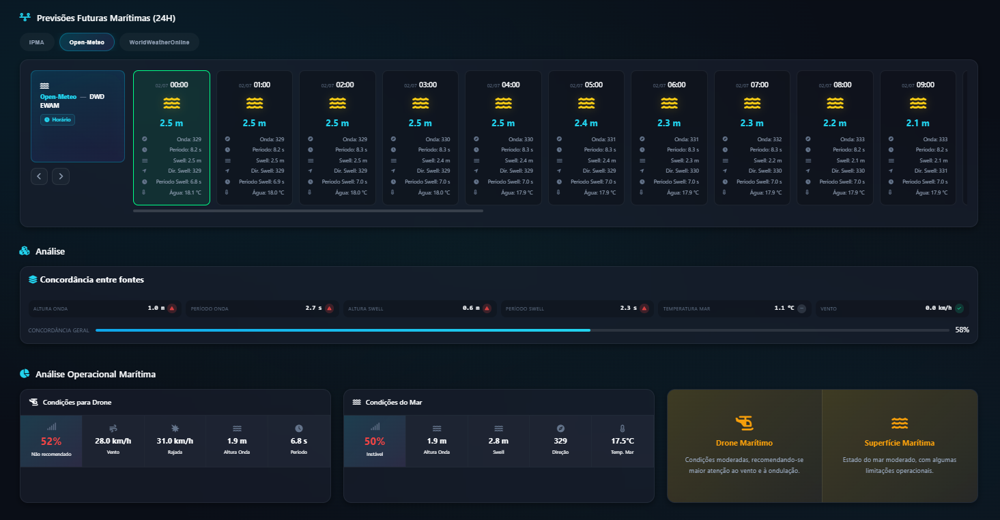 Previsões Futuras Marítimas (24H)
IPMA
Open-Meteo
WorldWeatherOnline
Open-Meteo — DWD
EWAM
Horário
02/07 00:00
2.5 m
Onda: 329
Período: 8.2 s
Swell: 2.5 m
Dir. Swell: 329
Periodo Swell: 6.8 s
Água: 18.1 °C
02/07 01:00
2.5 m
Onda: 329
Período: 8.2 s
Swell: 2.5 m
Dir. Swell: 329
Periodo Swell: 6.9 s
Água: 18.0 °C
02/07 02:00
2.5 m
Onda: 329
Período: 8.2 s
Swell: 2.5 m
Dir. Swell: 329
Periodo Swell: 7.0 s
Água: 18.0 °C
02/07 03:00
2.5 m
Onda: 330
Período: 8.3 s
Swell: 2.4 m
Dir. Swell: 329
Periodo Swell: 7.0 s
Água: 18.0 °C
02/07 04:00
2.5 m
Onda: 330
Período: 8.3 s
Swell: 2.4 m
Dir. Swell: 329
Periodo Swell: 7.0 s
Água: 17.9 °C
02/07 05:00
2.4 m
Onda: 331
Período: 8.3 s
Swell: 2.4 m
Dir. Swell: 329
Periodo Swell: 7.0 s
Água: 17.9 °C
02/07 06:00
2.3 m
Onda: 331
Período: 8.3 s
Swell: 2.3 m
Dir. Swell: 330
Periodo Swell: 7.0 s
Água: 17.9 °C
02/07 07:00
2.3 m
Onda: 332
Período: 8.3 s
Swell: 2.2 m
Dir. Swell: 330
Periodo Swell: 7.0 s
Água: 17.9 °C
02/07 08:00
2.2 m
Onda: 333
Período: 8.3 s
Swell: 2.1 m
Dir. Swell: 330
Periodo Swell: 7.0 s
Água: 17.9 °C
02/07 09:00
2.1 m
Onda: 333
Período: 8.2 s
Swell: 2.1 m
Dir. Swell: 331
Periodo Swell: 7.0 s
Água: 17.9 °C
Análise
Concordância entre fontes
ALTURA ONDA 1.0 m
PERÍODO ONDA 2.7 s
ALTURA SWELL 0.6 m
PERÍODO SWELL 2.3 s
TEMPERATURA MAR 1.1 °C
VENTO 0.0 km/h
CONCORDÂNCIA GERAL 58%
Análise Operacional Marítima
Condições para Drone
52%
Não recomendado
28.0 km/h
Vento
31.0 km/h
Rajada
1.9 m
Altura Onda
6.8 s
Período
Condições do Mar
50%
Instável
1.9 m
Altura Onda
2.8 m
Swell
329
Direção
17.5°C
Temp. Mar
Drone Marítimo
Condições moderadas, recomendando-se
maior atenção ao vento e à ondulação.
Superfície Marítima
Estado do mar moderado, com algumas
limitações operacionais.